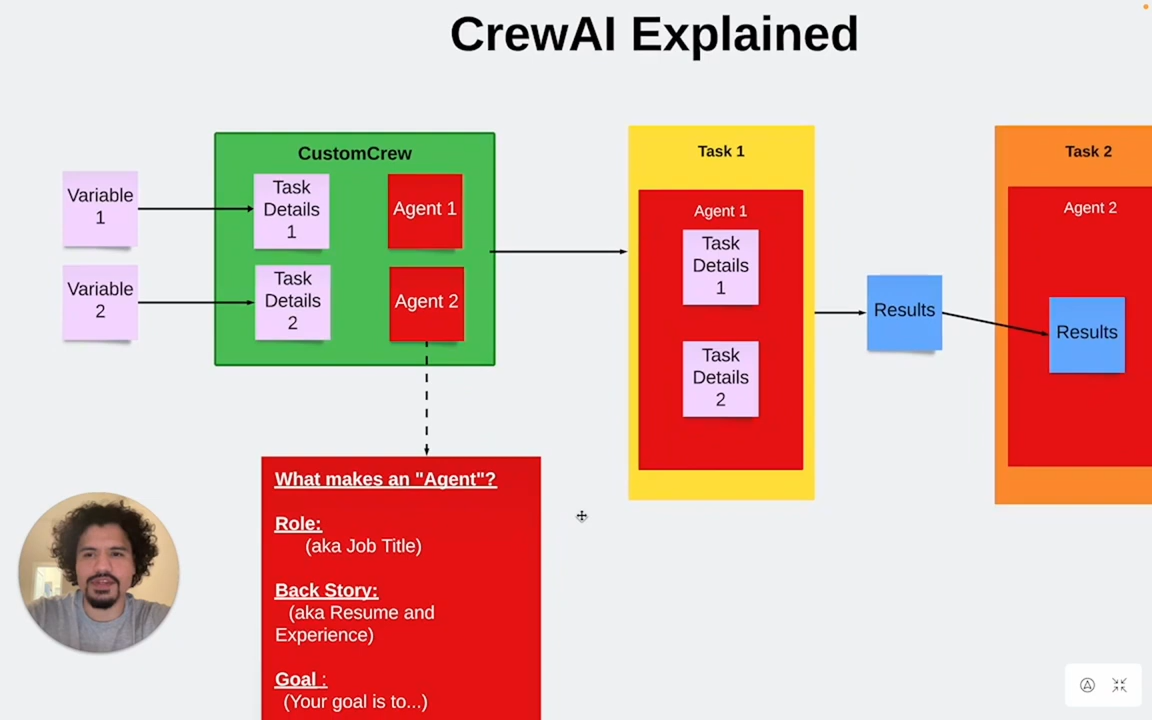 CrewAI Explained
Variable
1
Variable
2
CustomCrew
Task
Details
1
Agent 1
Task
Details
2
Agent 2
Task 1
Agent 1
Task
Details
1
Task
Details
2
Results
Task 2
Agent 2
Results
What makes an "Agent"?
Role:
(aka Job Title)
Back Story:
(aka Resume and
Experience)
Goal :
(Your goal is to...)